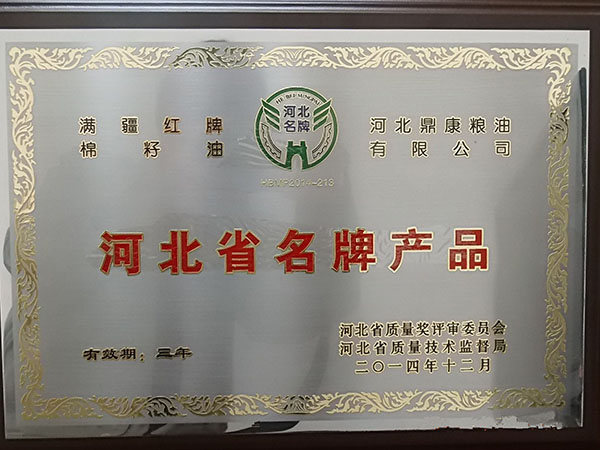 满疆红牌
棉籽油
河北名牌
河北鼎康粮油
有限公司
河北省名牌产品
有效期：三年
河北省质量奖评审委员会
河北省质量技术监督局
二〇一四年十二月